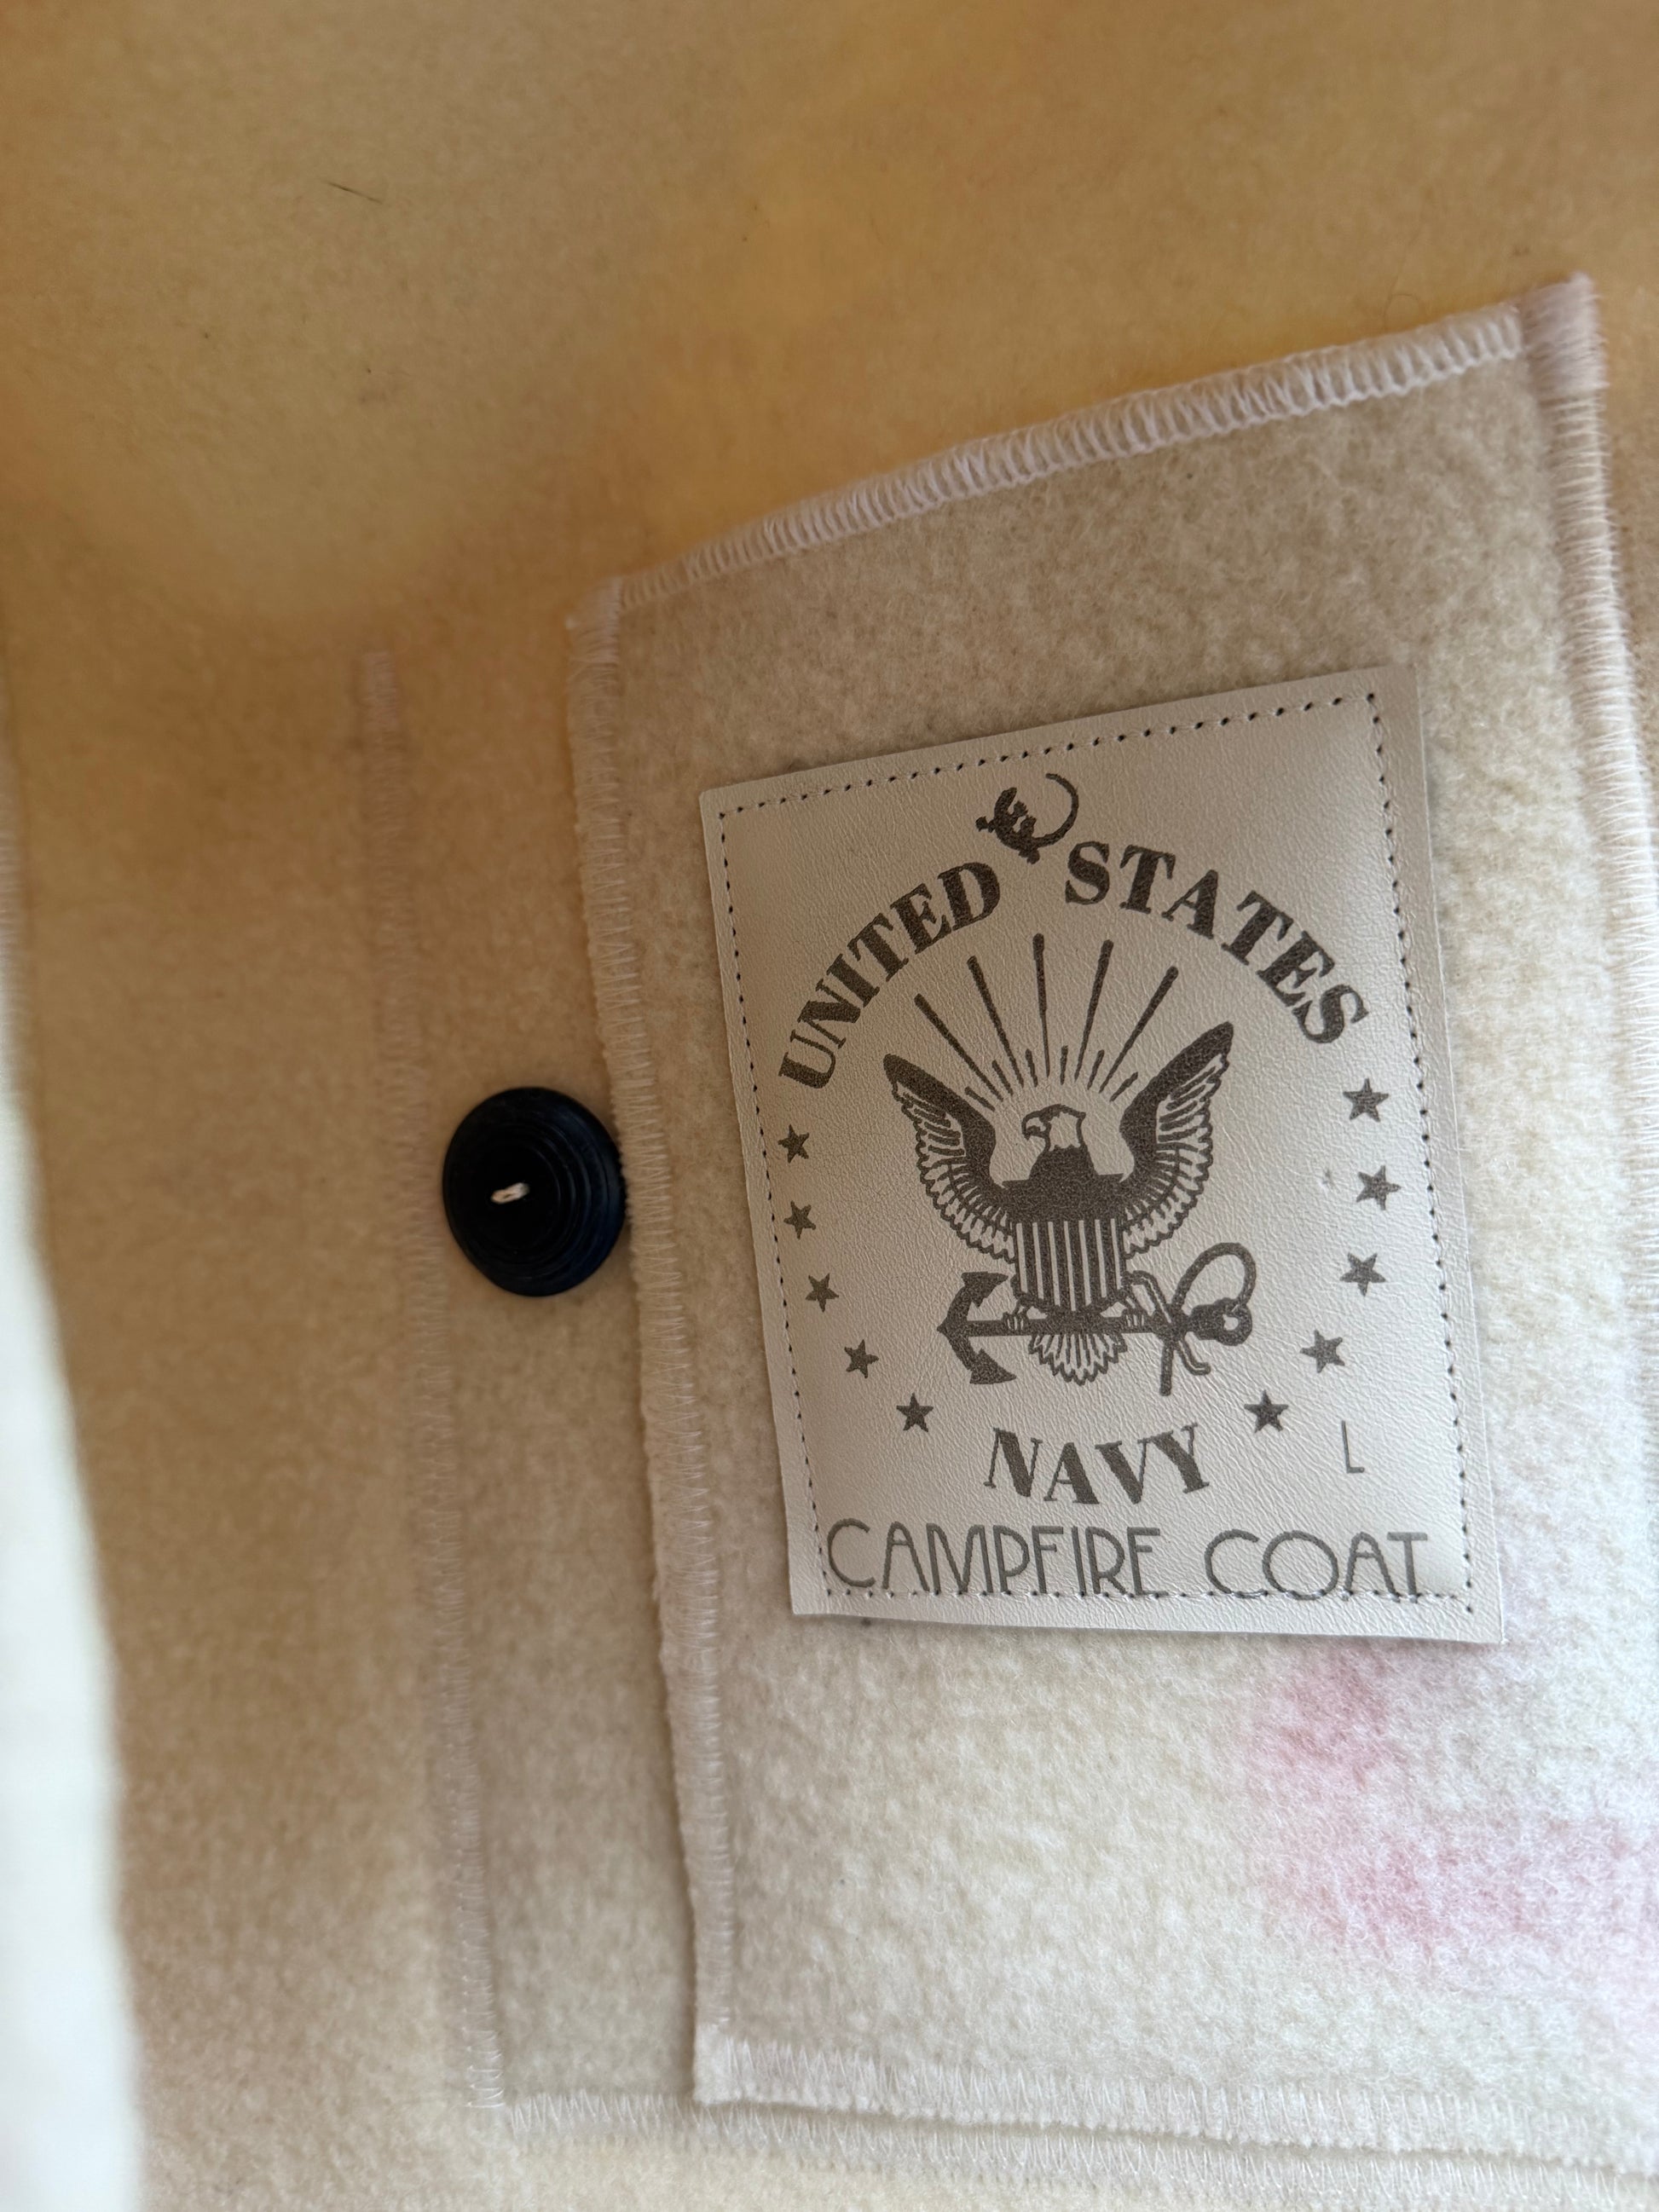 UNITED STATES
NAVY
L
CAMPFIRE COAT